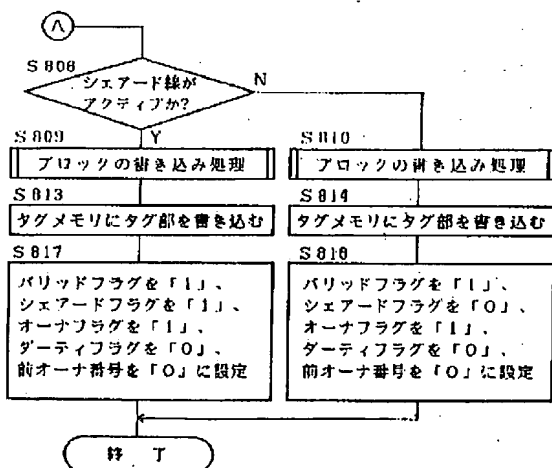 A
S808
シェアード線が
アクティブか?
N
Y
S809
ブロックの書き込み処理
S810
ブロックの書き込み処理
S813
タグメモリにタグ部を書き込む
S814
タグメモリにタグ部を書き込む
S817
バリッドフラグを「1」、
シェアードフラグを「1」、
オーナフラグを「1」、
ダーティフラグを「0」、
前オーナ番号を「0」に設定
S818
バリッドフラグを「1」、
シェアードフラグを「0」、
オーナフラグを「1」、
ダーティフラグを「0」、
前オーナ番号を「0」に設定
終 了